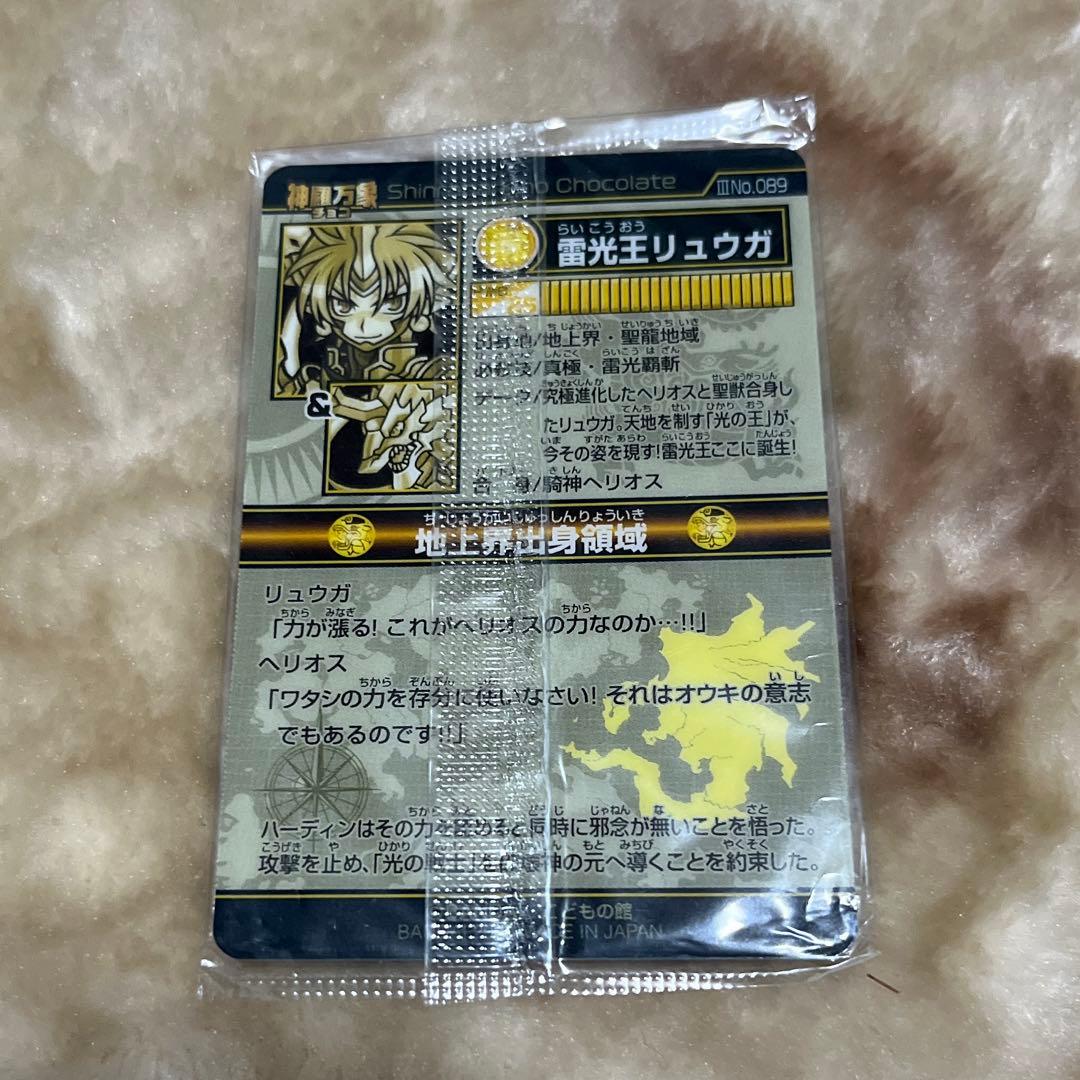 神羅万象
チョコ
Chocolate
III No.089
らいこうおう
雷光王リュウガ
地上界・聖龍地域
真極・雷光覇斬
究極進化したヘリオスと聖獣合身し
たリュウガ。天地を制す「光の王」が、
今その姿を現す!雷光王ここに誕生!
騎神ヘリオス
&
地上界出身領域
リュウガ
「力が漲る! これがヘリオスの力なのか…!!」
ヘリオス
「ワタシの力を存分に使いなさい! それはオウキの意志
でもあるのです!!」
ハーディンはその力を認めると同時に邪念が無いことを悟った。
攻撃を止め、「光の戦士」を 神の元へ導くことを約束した。
こどもの館
MADE IN JAPAN